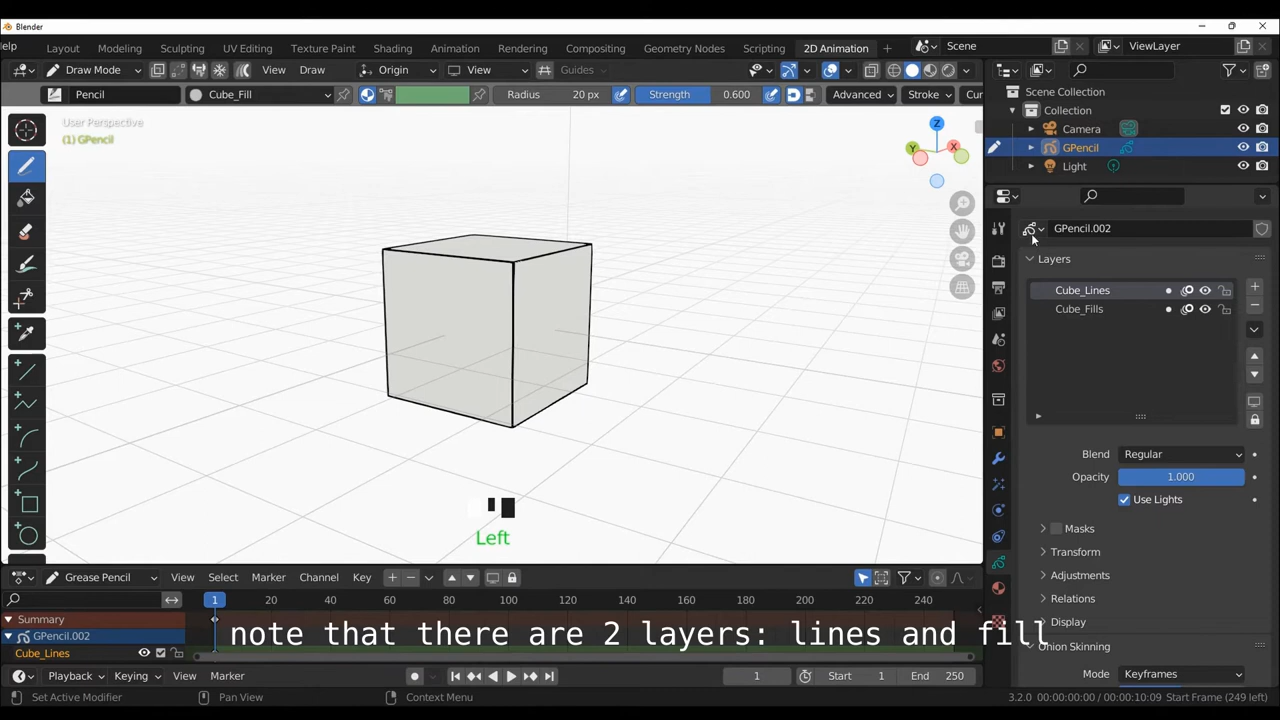 Blender
Help Layout Modeling Sculpting UV Editing Texture Paint Shading Animation Rendering Compositing Geometry Nodes Scripting 2D Animation + Scene ViewLayer
Draw Mode View Draw Origin View Guides
Pencil Cube_Fill Radius 20 px Strength 0.600 Advanced Stroke Cur
User Perspective
(1) GPencil
Z
Y
X
Scene Collection
Collection
Camera
GPencil
Light
GPencil.002
Layers
Cube_Lines
Cube_Fills
Blend Regular
Opacity 1.000
Use Lights
Masks
Transform
Adjustments
Relations
Display
Onion Skinning
Mode Keyframes
Left
Grease Pencil View Select Marker Channel Key
1 20 40 60 80 100 120 140 160 180 200 220 240
Summary
GPencil.002
Cube_Lines
note that there are 2 layers: lines and fill
Playback Keying View Marker 1 Start 1 End 250
Set Active Modifier Pan View Context Menu 3.2.0 00:00:00:00 / 00:00:10:09 Start Frame (249 left)